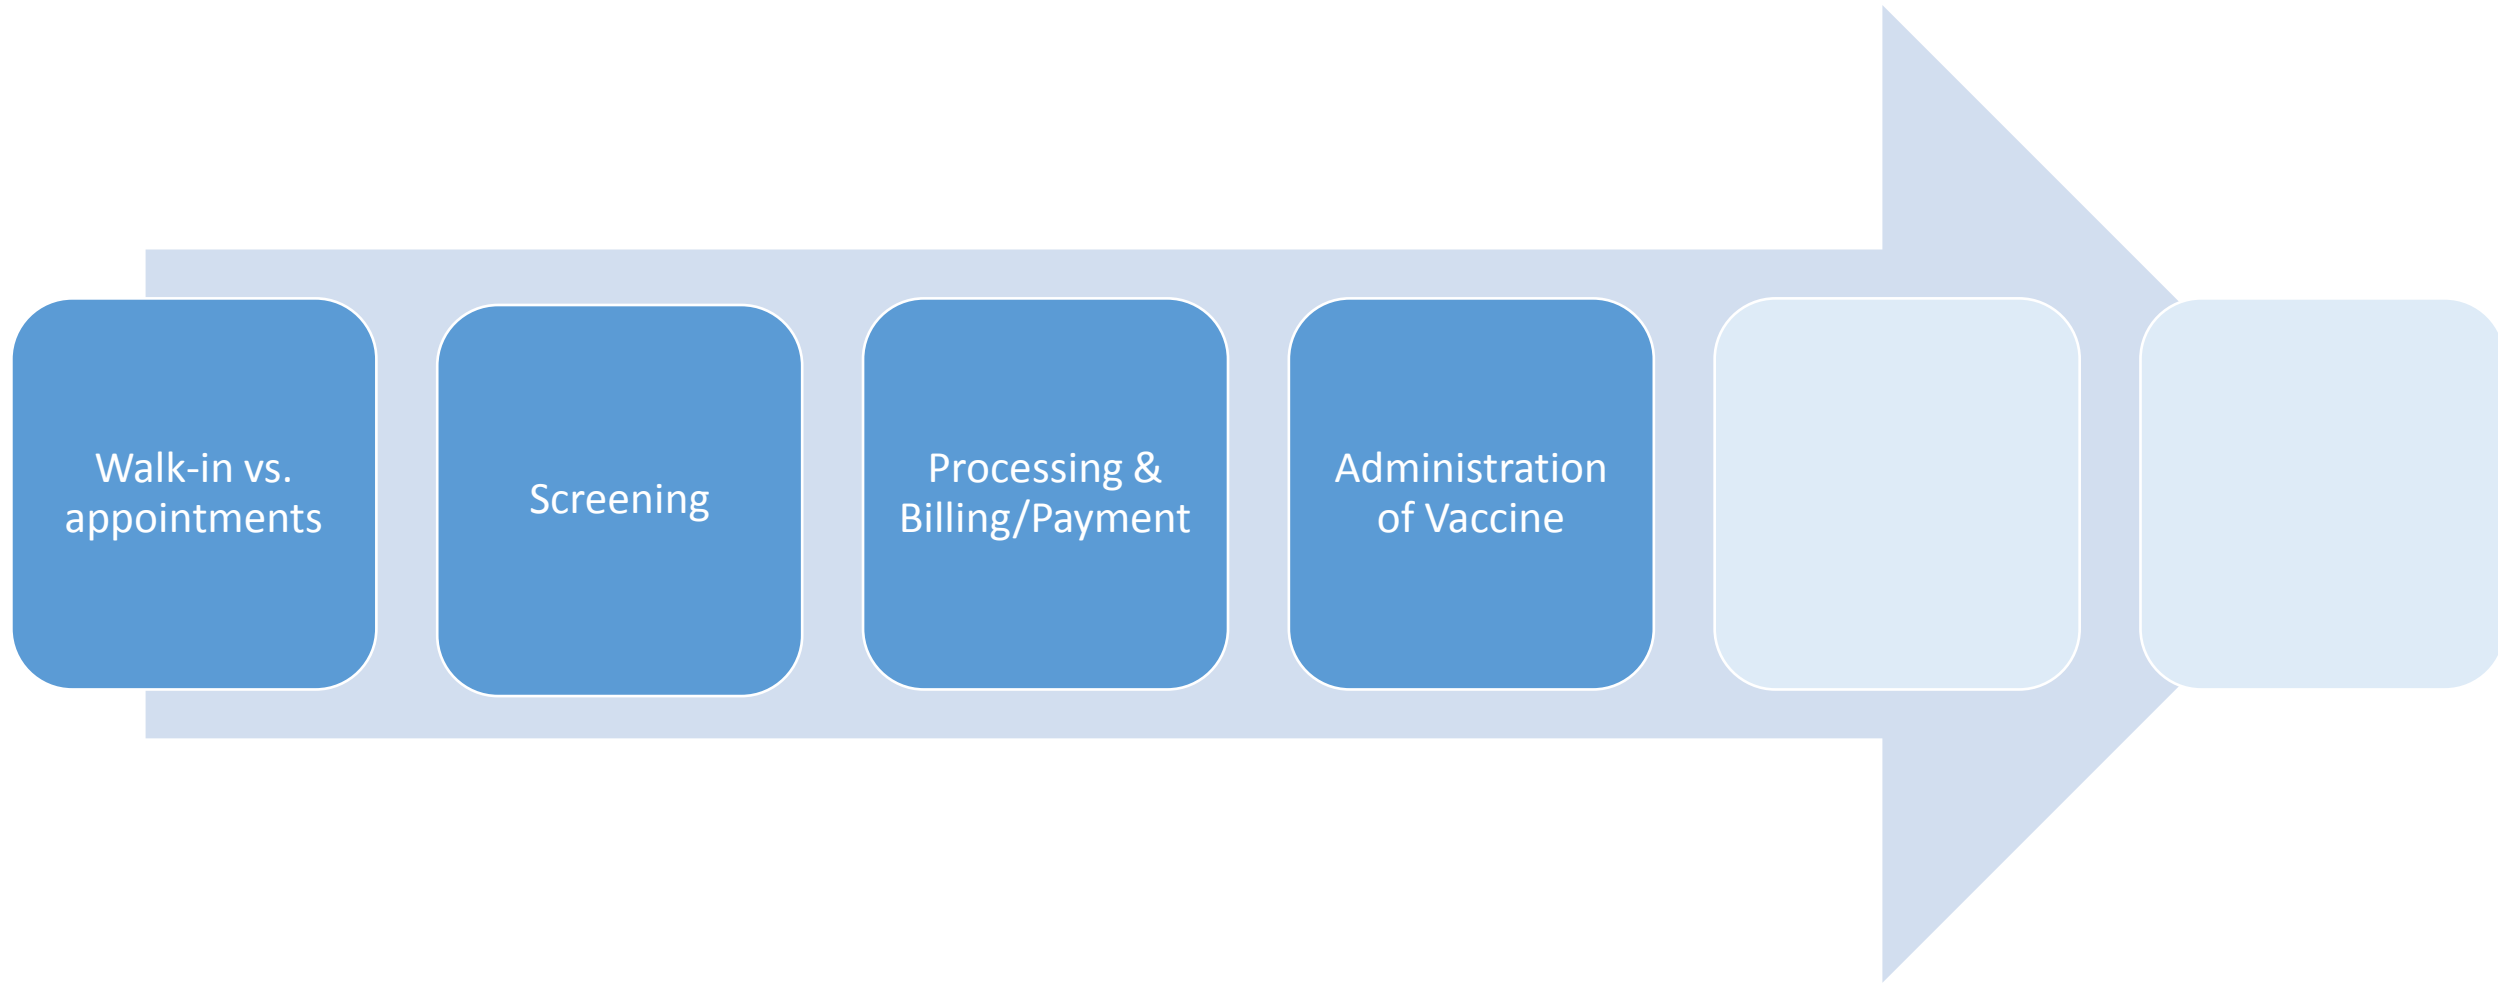 Walk-in vs.
appointments
Screening
Processing &
Billing/Payment
Administration
of Vaccine